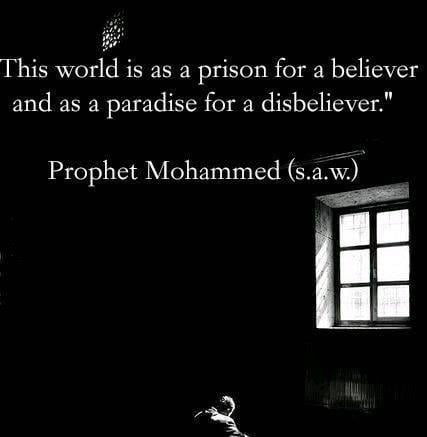 This world is as a prison for a believer
and as a paradise for a disbeliever."
Prophet Mohammed (s.a.w.)